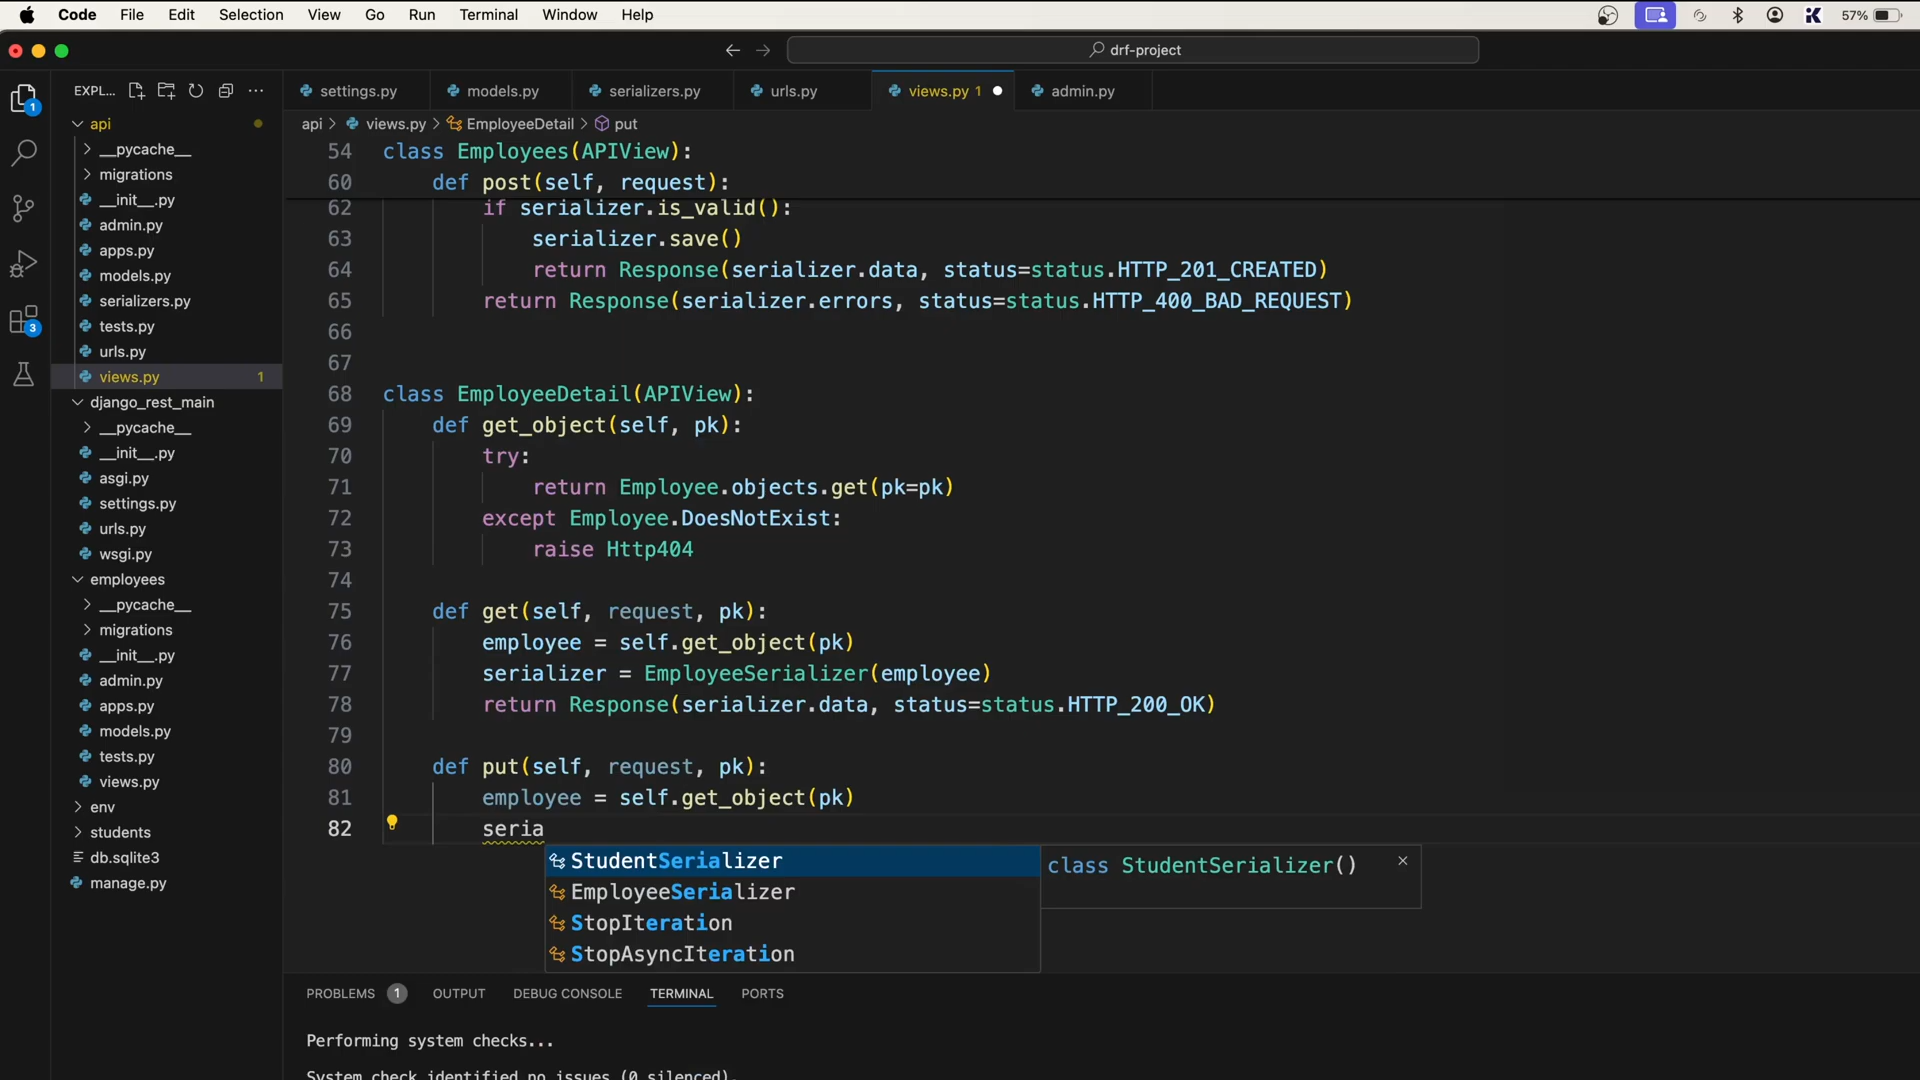 Code File Edit Selection View Go Run Terminal Window Help 57%
drf-project
EXPL...
settings.py models.py serializers.py urls.py views.py 1 admin.py
api > views.py > EmployeeDetail > put
1
3
api
__pycache__
migrations
__init__.py
admin.py
apps.py
models.py
serializers.py
tests.py
urls.py
views.py 1
django_rest_main
__pycache__
__init__.py
asgi.py
settings.py
urls.py
wsgi.py
employees
__pycache__
migrations
__init__.py
admin.py
apps.py
models.py
tests.py
views.py
env
students
db.sqlite3
manage.py
54 class Employees(APIView):
60 def post(self, request):
62 if serializer.is_valid():
63 serializer.save()
64 return Response(serializer.data, status=status.HTTP_201_CREATED)
65 return Response(serializer.errors, status=status.HTTP_400_BAD_REQUEST)
66
67
68 class EmployeeDetail(APIView):
69 def get_object(self, pk):
70 try:
71 return Employee.objects.get(pk=pk)
72 except Employee.DoesNotExist:
73 raise Http404
74
75 def get(self, request, pk):
76 employee = self.get_object(pk)
77 serializer = EmployeeSerializer(employee)
78 return Response(serializer.data, status=status.HTTP_200_OK)
79
80 def put(self, request, pk):
81 employee = self.get_object(pk)
82 seria
StudentSerializer
EmployeeSerializer
StopIteration
StopAsyncIteration
class StudentSerializer()
PROBLEMS 1 OUTPUT DEBUG CONSOLE TERMINAL PORTS
Performing system checks...
System check identified no issues (0 silenced).